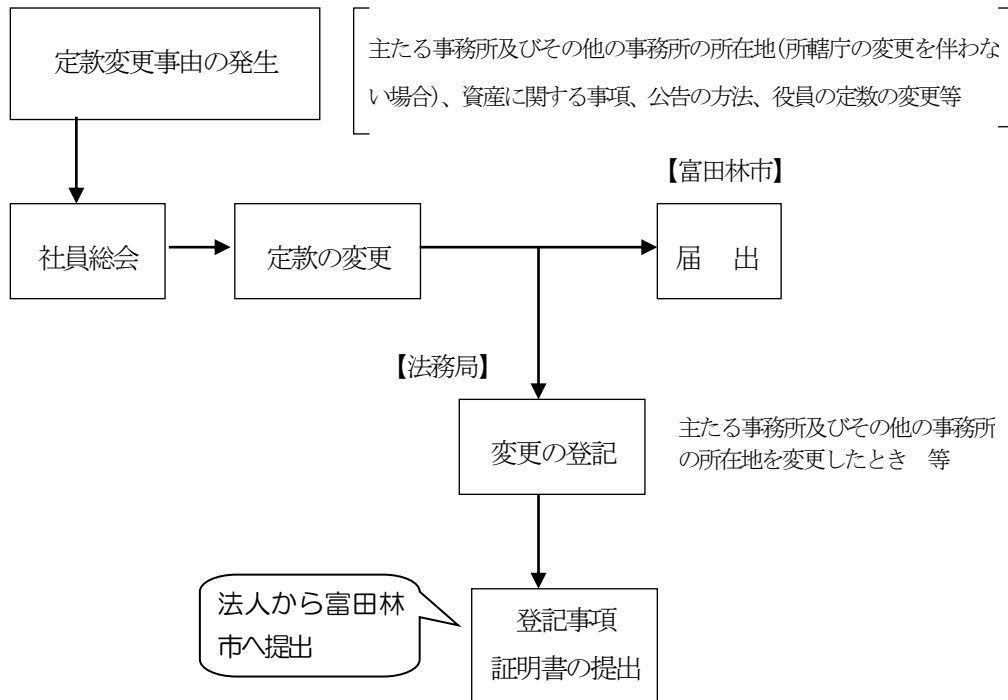 定款変更事由の発生
主たる事務所及びその他の事務所の所在地(所轄庁の変更を伴わな
い場合)、資産に関する事項、公告の方法、役員の定数の変更等
【富田林市】
社員総会
定款の変更
届　出
【法務局】
変更の登記
主たる事務所及びその他の事務所
の所在地を変更したとき　等
法人から富田林
市へ提出
登記事項
証明書の提出